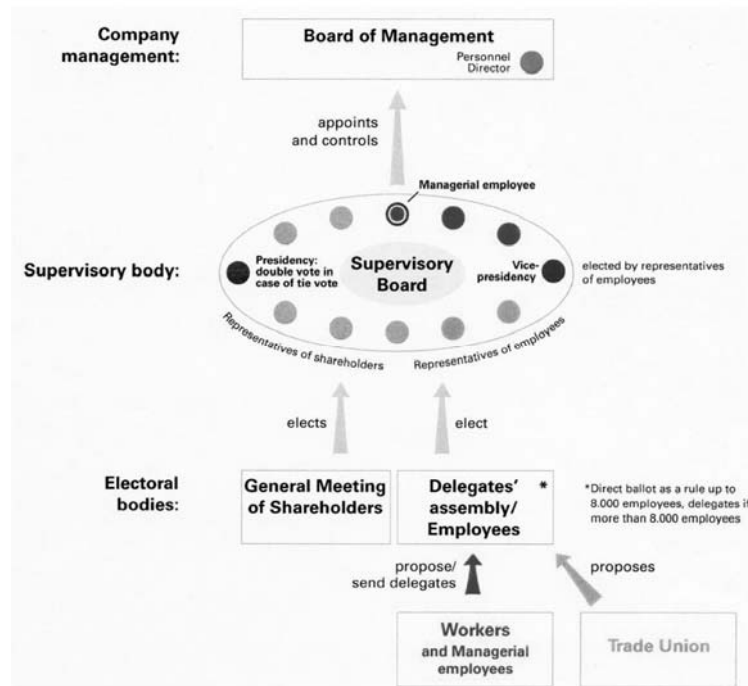 Company
management:
Board of Management
Personnel
Director
appoints
and controls
Managerial employee
Supervisory body:
Presidency:
double vote in
case of tie vote
Supervisory
Board
Vice-
presidency
elected by representatives
of employees
Representatives of shareholders
Representatives of employees
elects
elect
Electoral
bodies:
General Meeting
of Shareholders
Delegates'
assembly/
Employees
*
*Direct ballot as a rule up to
8.000 employees, delegates if
more than 8.000 employees
propose/
send delegates
proposes
Workers
and Managerial
employees
Trade Union